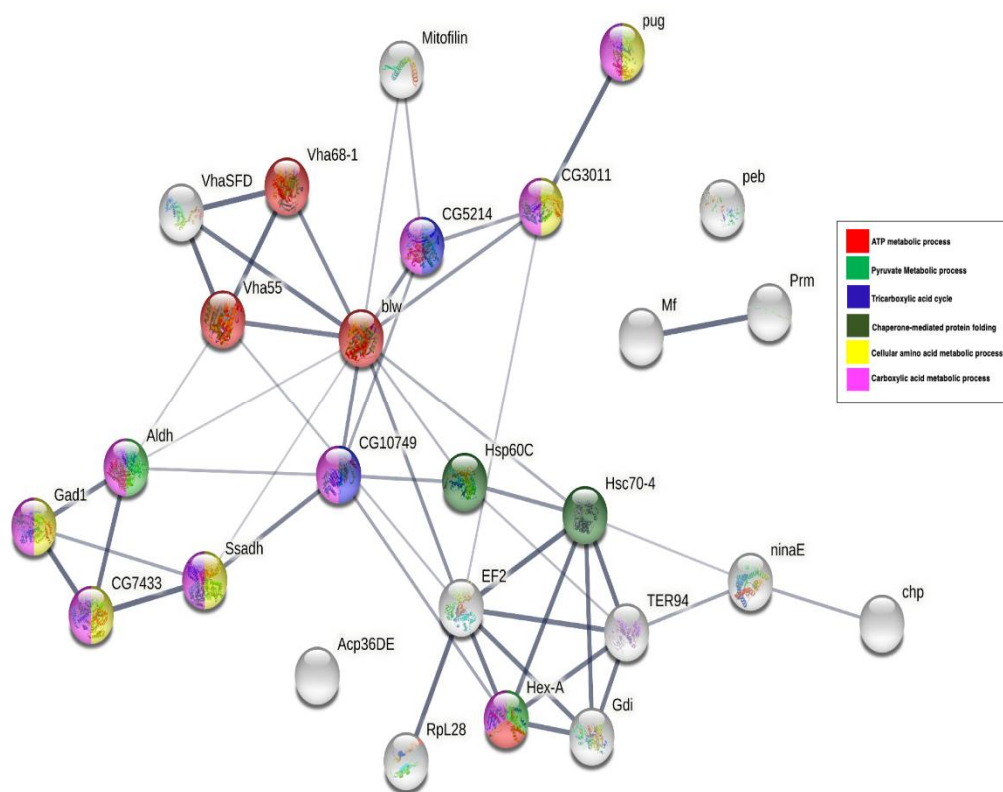 Mitofilin
pug
Vha68-1
VhaSFD
CG3011
peb
CG5214
Vha55
blw
Mf
Prm
ATP metabolic process
Pyruvate Metabolic process
Tricarboxylic acid cycle
Chaperone-mediated protein folding
Cellular amino acid metabolic process
Carboxylic acid metabolic process
Aldh
CG10749
Hsp60C
Hsc70-4
Gad1
Ssadh
CG7433
EF2
TER94
ninaE
chp
Acp36DE
Hex-A
Gdi
RpL28